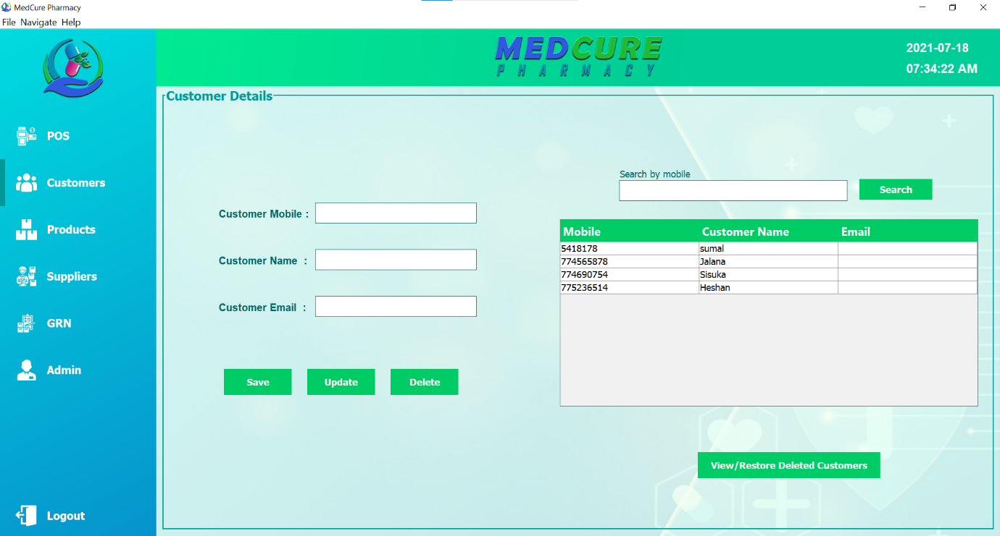 MedCure Pharmacy
File Navigate Help
MEDCURE
PHARMACY
2021-07-18
07:34:22 AM
POS
Customers
Products
Suppliers
GRN
Admin
Logout
Customer Details
Customer Mobile :
Customer Name :
Customer Email :
Save Update Delete
Search by mobile
Search
Mobile Customer Name Email
5418178 sumal
774565878 Jalana
774690754 Sisuka
775236514 Heshan
View/Restore Deleted Customers